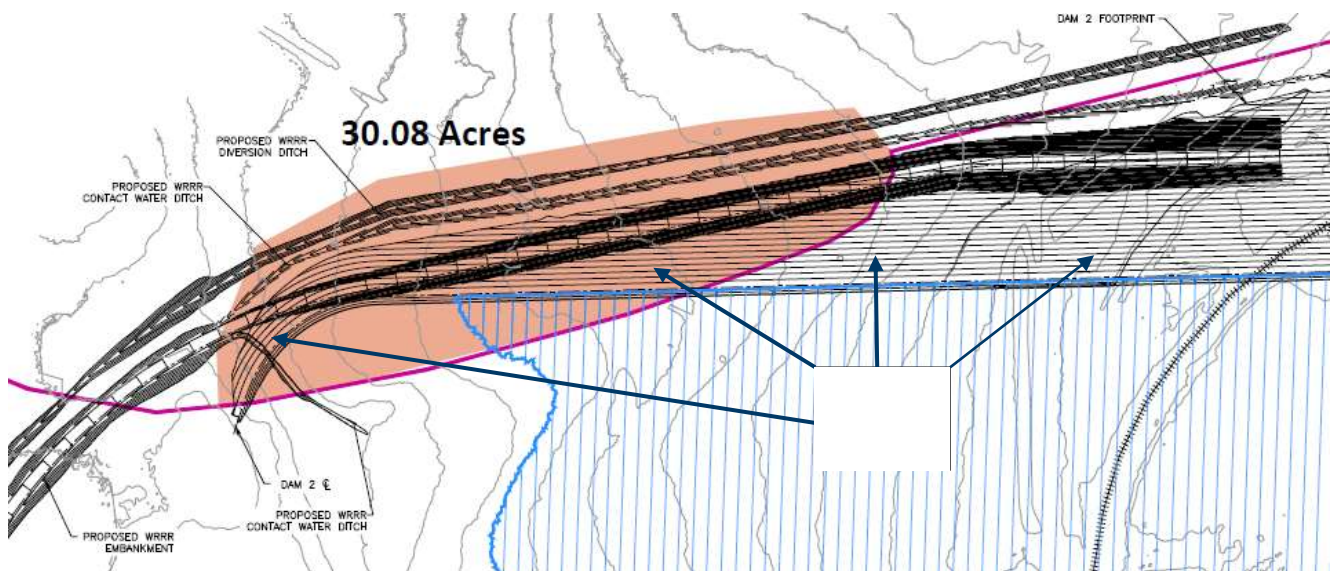 DAM 2 FOOTPRINT
30.08 Acres
PROPOSED WRRR
DIVERSION DITCH
PROPOSED WRRR
CONTACT WATER DITCH
DAM 2 ℄
PROPOSED WRRR
CONTACT WATER DITCH
PROPOSED WRRR
EMBANKMENT